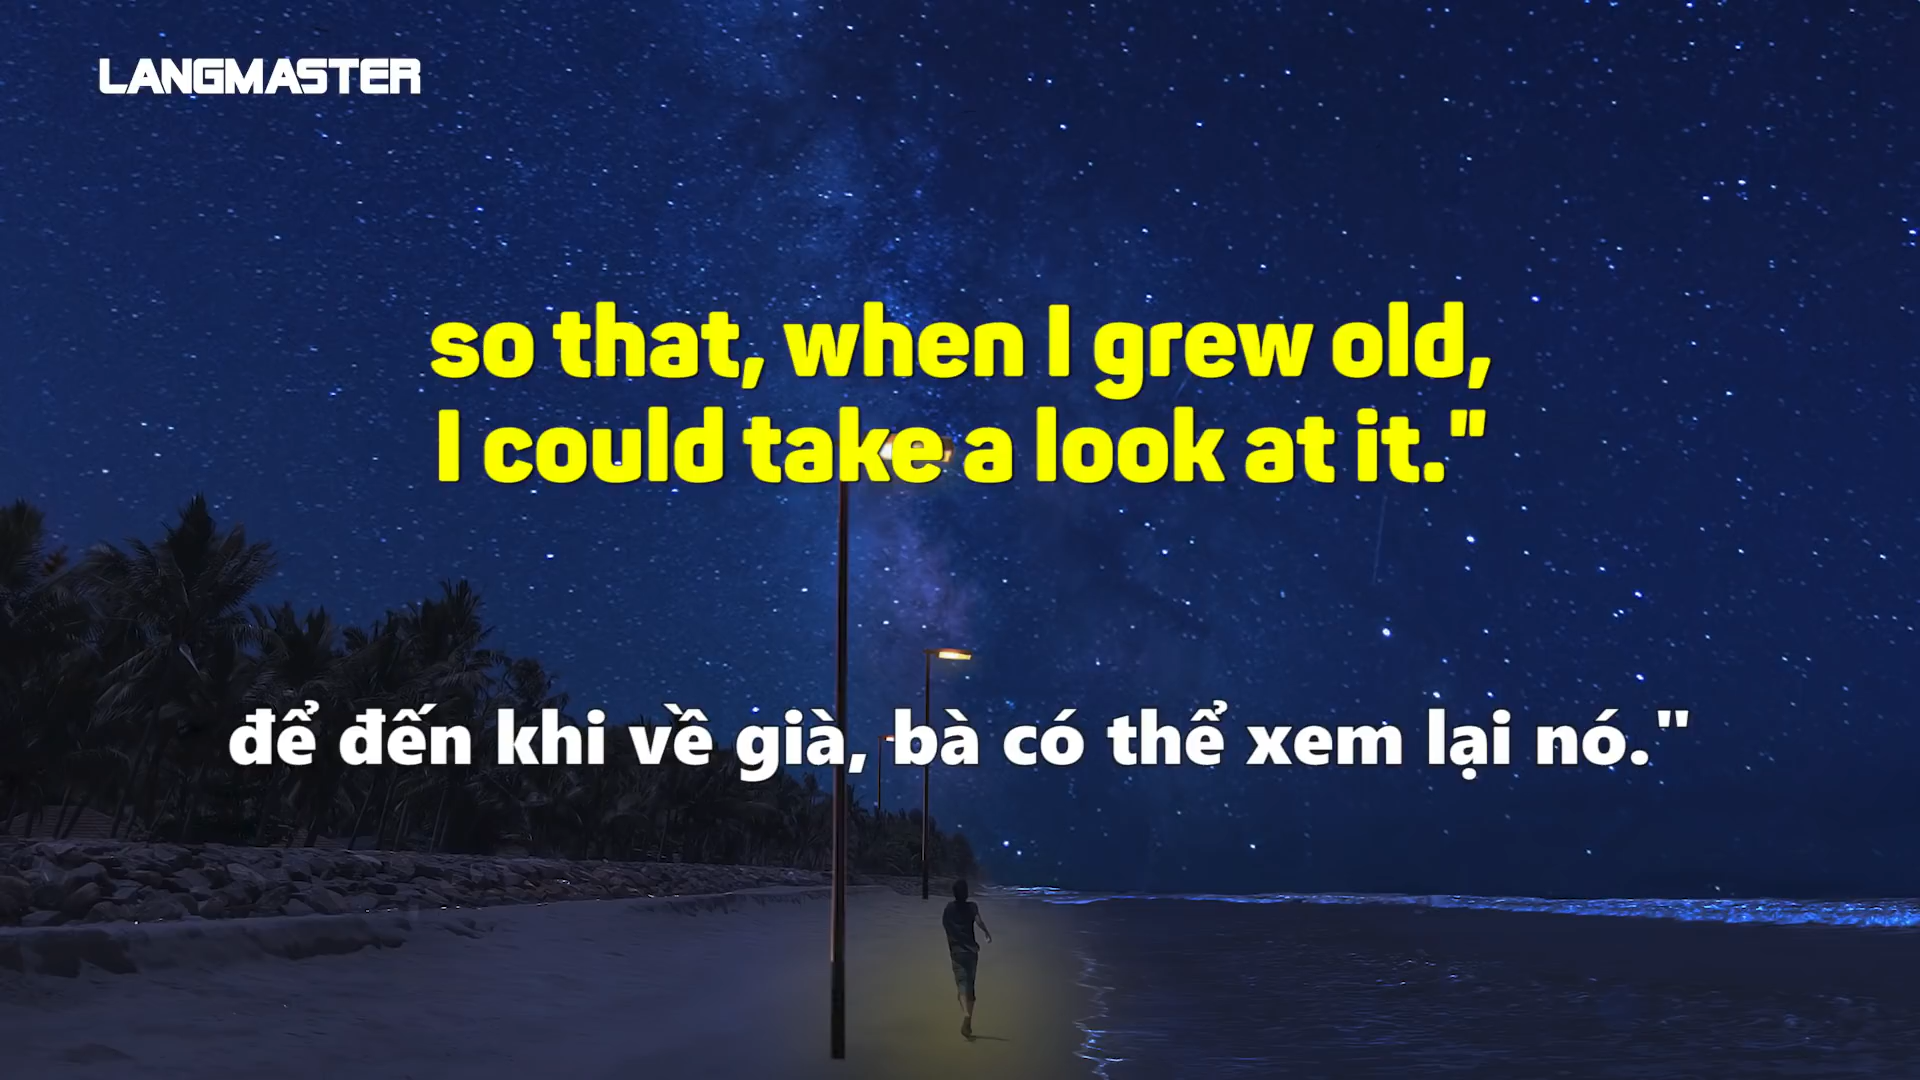 LANGMASTER
so that, when I grew old,
I could take a look at it."
để đến khi về già, bà có thể xem lại nó."